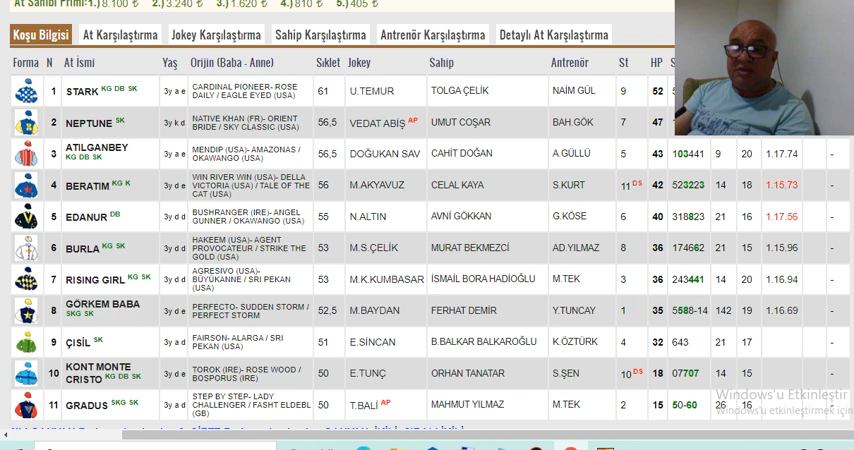 At Sahibi Primi:1.) 8.100 ₺ 2.) 3.240 ₺ 3.) 1.620 ₺ 4.) 810 ₺ 5.) 405 ₺
Koşu Bilgisi At Karşılaştırma Jokey Karşılaştırma Sahip Karşılaştırma Antrenör Karşılaştırma Detaylı At Karşılaştırma
Forma N At İsmi Yaş Orijin (Baba - Anne) Sıklet Jokey Sahip Antrenör St HP S
1 STARK KG DB SK 3y a e CARDINAL PIONEER- ROSE DAILY / EAGLE EYED (USA) 61 U.TEMUR TOLGA ÇELİK NAİM GÜL 9 52
2 NEPTUNE SK 3y k d NATIVE KHAN (FR)- ORIENT BRIDE / SKY CLASSIC (USA) 56,5 VEDAT ABİŞ AP UMUT COŞAR BAH.GÖK 7 47
3 ATILGANBEY KG DB SK 3y a e MENDIP (USA)- AMAZONAS / OKAWANGO (USA) 56,5 DOĞUKAN SAV CAHİT DOĞAN A.GÜLLÜ 5 43 103441 9 20 1.17.74 -
4 BERATIM KG K 3y d e WIN RIVER WIN (USA)- DELLA VICTORIA (USA) / TALE OF THE CAT (USA) 56 M.AKYAVUZ CELAL KAYA S.KURT 11 DS 42 523223 14 18 1.15.73 -
5 EDANUR DB 3y d d BUSHRANGER (IRE)- ANGEL GUNNER / OKAWANGO (USA) 55 N.ALTIN AVNİ GÖKKAN G.KÖSE 6 40 318823 21 16 1.17.56 -
6 BURLA KG SK 3y d d HAKEEM (USA)- AGENT PROVOCATEUR / STRIKE THE GOLD (USA) 53 M.S.ÇELİK MURAT BEKMEZCİ AD.YILMAZ 8 36 174662 21 15 1.15.96 -
7 RISING GIRL KG SK 3y d d AGRESIVO (USA)- BÜYÜKANNE / SRI PEKAN (USA) 53 M.K.KUMBASAR İSMAİL BORA HADİOĞLU M.TEK 3 36 243441 14 20 1.16.94 -
8 GÖRKEM BABA SKG SK 3y d e PERFECTO- SUDDEN STORM / PERFECT STORM 52,5 M.BAYDAN FERHAT DEMİR Y.TUNCAY 1 35 5588-14 142 19 1.16.69 -
9 ÇISİL SK 3y a d FAIRSON- ALARGA / SRI PEKAN (USA) 51 E.SİNCAN B.BALKAR BALKAROĞLU K.ÖZTÜRK 4 32 643 21 17 -
10 KONT MONTE CRISTO KG DB SK 3y d e TOROK (IRE)- ROSE WOOD / BOSPORUS (IRE) 50 E.TUNÇ ORHAN TANATAR S.ŞEN 10 DS 18 07707 14 15 -
11 GRADUS SKG SK 3y a d STEP BY STEP- LADY CHALLENGER / FASHT ELDEBL (GB) 50 T.BALİ AP MAHMUT YILMAZ M.TEK 2 15 50-60 26 16 -
Windows'u Etkinleştir
Windows'u etkinleştirmek için